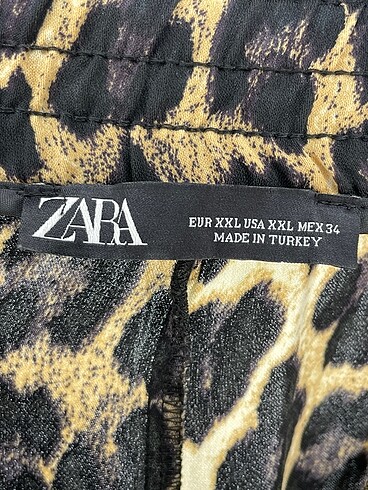 ZARA
EUR XXL USA XXL MEX 34
MADE IN TURKEY